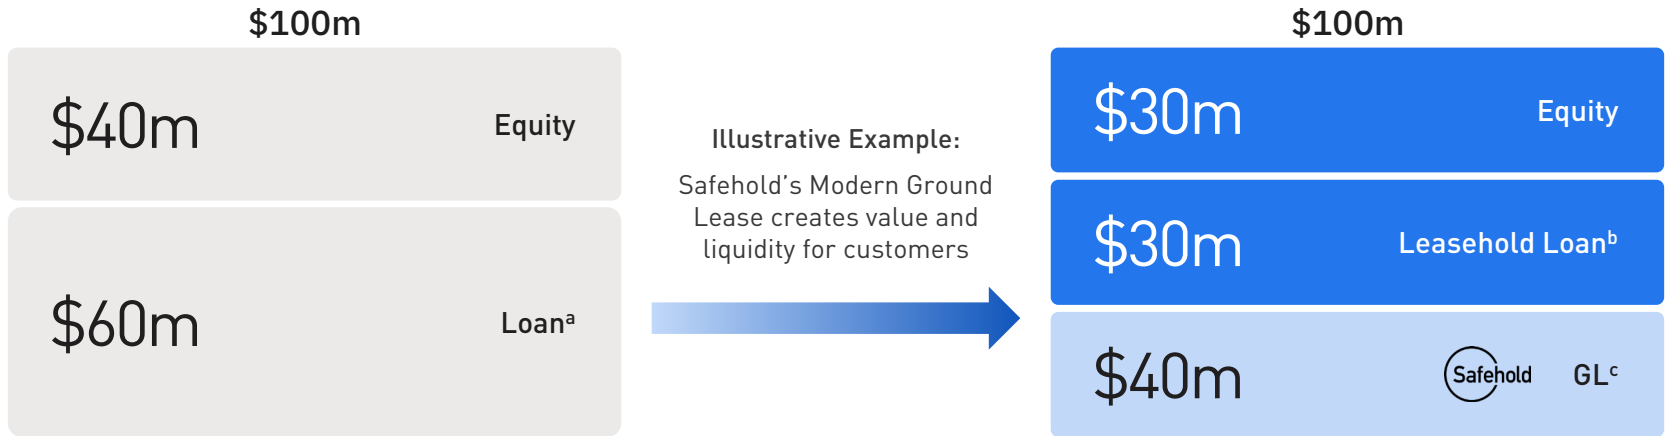 $100m
$40m Equity
$60m Loanᵃ
Illustrative Example:
Safehold’s Modern Ground
Lease creates value and
liquidity for customers
$100m
$30m Equity
$30m Leasehold Loanᵇ
$40m Safehold GLᶜ